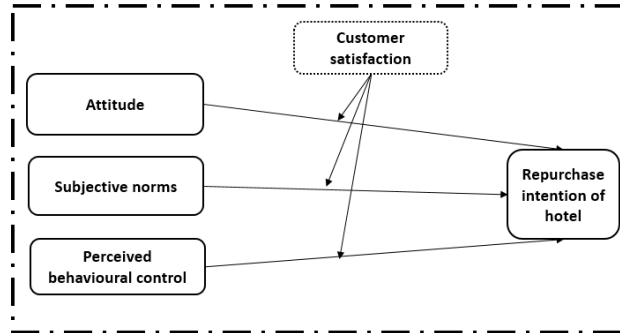 Customer
satisfaction
Attitude
Subjective norms
Perceived
behavioural control
Repurchase
intention of
hotel